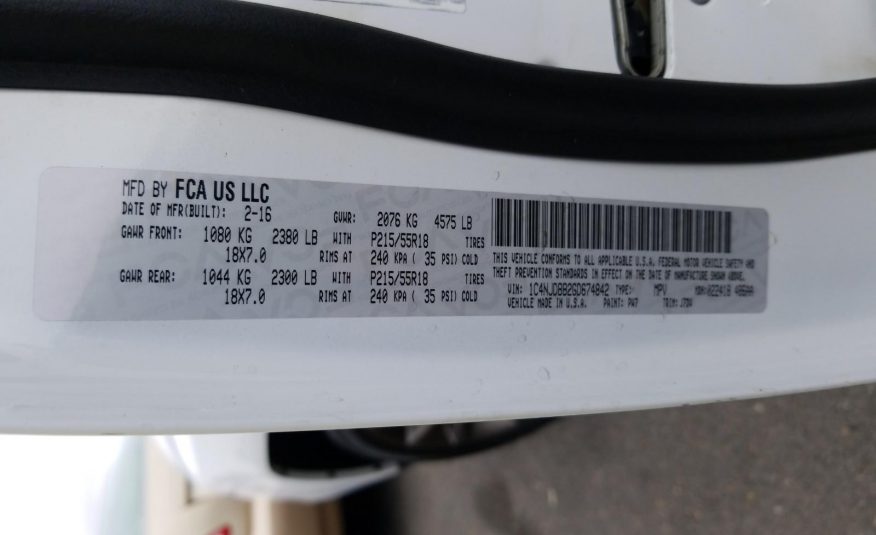 MFD BY FCA US LLC
DATE OF MFR(BUILT): 2-16 GVWR: 2076 KG 4575 LB
GAWR FRONT: 1080 KG 2380 LB WITH P215/55R18 TIRES
18X7.0 RIMS AT 240 KPA ( 35 PSI) COLD
GAWR REAR: 1044 KG 2300 LB WITH P215/55R18 TIRES
18X7.0 RIMS AT 240 KPA ( 35 PSI) COLD
THIS VEHICLE CONFORMS TO ALL APPLICABLE U.S.A. FEDERAL MOTOR VEHICLE SAFETY AND
THEFT PREVENTION STANDARDS IN EFFECT ON THE DATE OF MANUFACTURE SHOWN ABOVE.
VIN: 1C4NJDBB2GD674842 TYPE: MPV MDH:
VEHICLE MADE IN U.S.A. PAINT: PW7 TRIM: